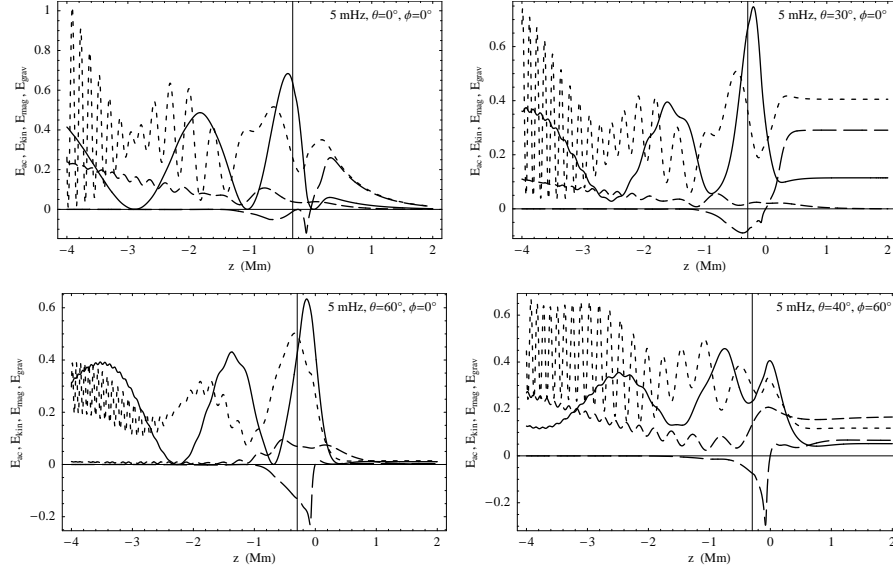 5 mHz, θ=0°, ϕ=0°
E_ac, E_kin, E_mag, E_grav
1
0.8
0.6
0.4
0.2
0
−4 −3 −2 −1 0 1 2
z (Mm)
5 mHz, θ=30°, ϕ=0°
E_ac, E_kin, E_mag, E_grav
0.6
0.4
0.2
0
−4 −3 −2 −1 0 1 2
z (Mm)
5 mHz, θ=60°, ϕ=0°
E_ac, E_kin, E_mag, E_grav
0.6
0.4
0.2
0
−0.2
−4 −3 −2 −1 0 1 2
z (Mm)
5 mHz, θ=40°, ϕ=60°
E_ac, E_kin, E_mag, E_grav
0.6
0.4
0.2
0
−0.2
−4 −3 −2 −1 0 1 2
z (Mm)